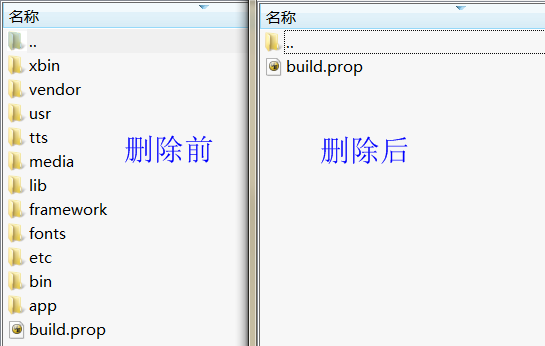 名称
..
xbin
vendor
usr
tts
media
lib
framework
fonts
etc
bin
app
build.prop
删除前
名称
..
build.prop
删除后